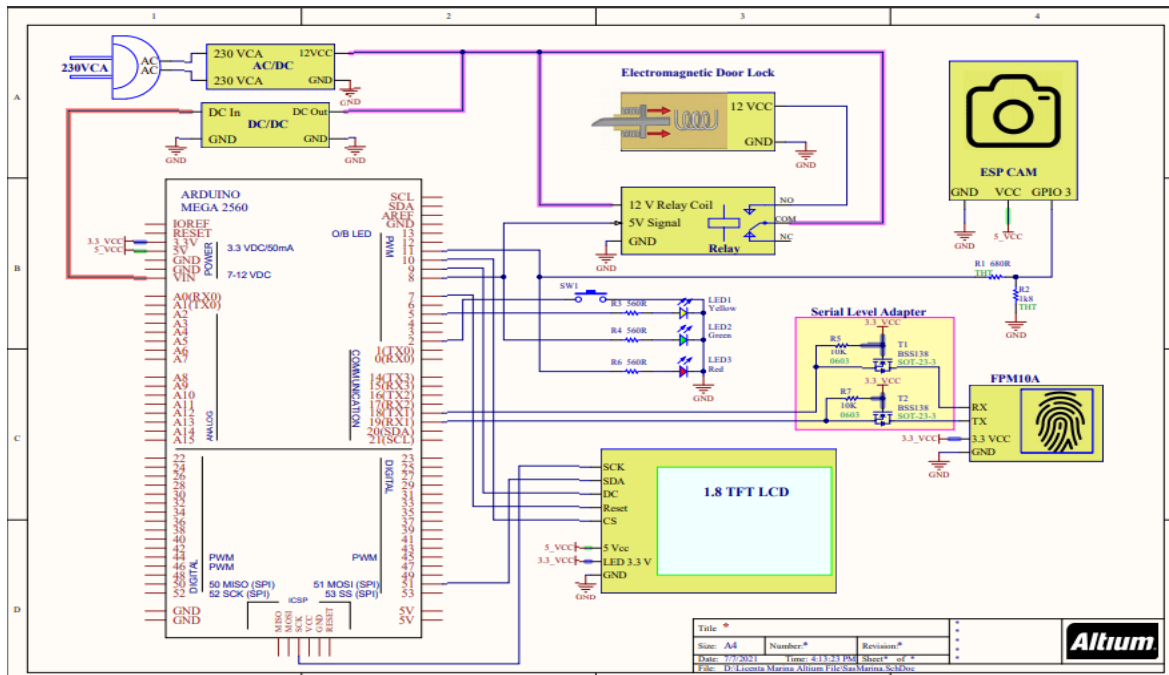 1 2 3 4
A
B
C
D
230VCA
AC
AC
230 VCA 12VCC
AC/DC
230 VCA GND
GND
DC In DC Out
DC/DC
GND GND
GND
GND
Electromagnetic Door Lock
12 VCC
GND
GND
12 V Relay Coil
5V Signal
GND
Relay
NO
COM
NC
GND
ESP CAM
GND VCC GPIO 3
GND
5_VCC
R1 680R
THT
R2
1k8
THT
GND
ARDUINO
MEGA 2560
IOREF
RESET
3.3V
5V
GND
GND
VIN
3.3_VCC
5_VCC
POWER
3.3 VDC/50mA
7-12 VDC
A0(RX0)
A1(TX0)
A2
A3
A4
A5
A6
A7
A8
A9
A10
A11
A12
A13
A14
A15
ANALOG
22
24
26
28
30
32
34
36
38
40
42
44
46
48
50
52
GND
GND
DIGITAL
PWM
PWM
50 MISO (SPI)
52 SCK (SPI)
SCL
SDA
AREF
GND
13
12
11
10
9
8
7
6
5
4
3
2
1(TX0)
0(RX0)
O/B LED
PWM
COMMUNICATION
14(TX3)
15(RX3)
16(TX2)
17(RX2)
18(TX1)
19(RX1)
20(SDA)
21(SCL)
23
25
27
29
31
33
35
37
39
41
43
45
47
49
51
53
5V
5V
DIGITAL
PWM
51 MOSI (SPI)
53 SS (SPI)
ICSP
MISO
MOSI
SCK
VCC
GND
RESET
SW1
R3 560R
LED1
Yellow
R4 560R
LED2
Green
R6 560R
LED3
Red
GND
Serial Level Adapter
3.3_VCC
R5
10K
0603
T1
BSS138
SOT-23-3
3.3_VCC
R7
10K
0603
T2
BSS138
SOT-23-3
FPM10A
RX
TX
3.3 VCC
GND
3.3_VCC
GND
SCK
SDA
DC
Reset
CS
5 Vcc
LED 3.3 V
GND
5_VCC
3.3_VCC
GND
1.8 TFT LCD
Title *
Size: A4 Number:* Revision:*
Date: 7/7/2021 Time: 4:13:23 PM Sheet* of *
File: D:\Licenta Marina Altium File\SasMarina.SchDoc
*
*
*
*
Altium
1 2 3 4